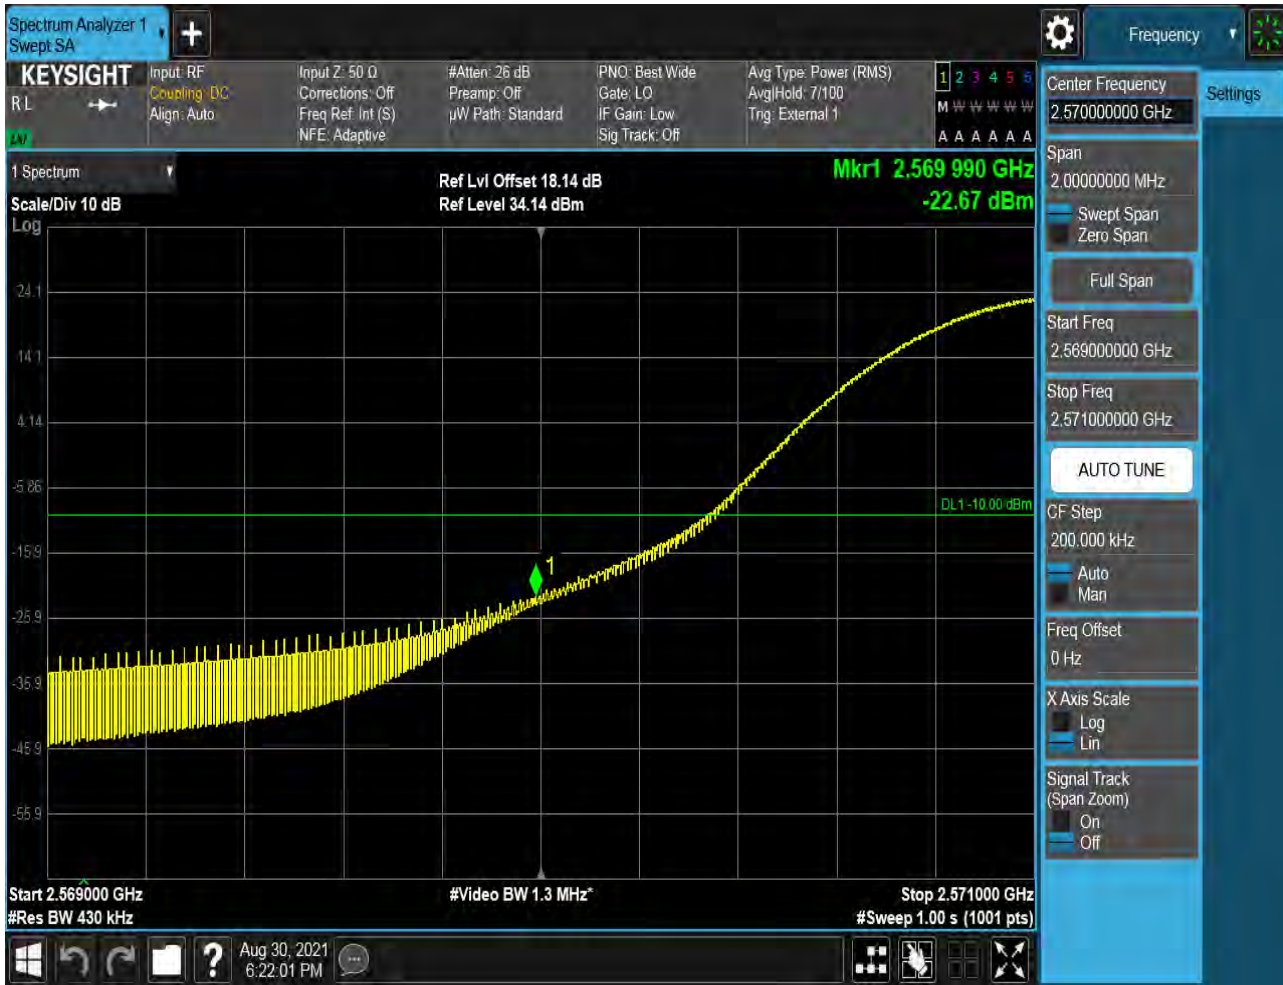 Spectrum Analyzer 1
Swept SA
+
Frequency
KEYSIGHT
R L
LXI
Input: RF
Coupling: DC
Align: Auto
Input Z: 50 Ω
Corrections: Off
Freq Ref: Int (S)
NFE: Adaptive
#Atten: 26 dB
Preamp: Off
µW Path: Standard
PNO: Best Wide
Gate: LO
IF Gain: Low
Sig Track: Off
Avg Type: Power (RMS)
Avg|Hold: 7/100
Trig: External 1
1 2 3 4 5 6
M W W W W W
A A A A A A
1 Spectrum
Scale/Div 10 dB
Log
Ref Lvl Offset 18.14 dB
Ref Level 34.14 dBm
Mkr1 2.569 990 GHz
-22.67 dBm
24.1
14.1
4.14
-5.86
-15.9
-25.9
-35.9
-45.9
-55.9
DL1 -10.00 dBm
1
Start 2.569000 GHz
#Res BW 430 kHz
#Video BW 1.3 MHz*
Stop 2.571000 GHz
#Sweep 1.00 s (1001 pts)
Center Frequency
2.570000000 GHz
Settings
Span
2.00000000 MHz
Swept Span
Zero Span
Full Span
Start Freq
2.569000000 GHz
Stop Freq
2.571000000 GHz
AUTO TUNE
CF Step
200.000 kHz
Auto
Man
Freq Offset
0 Hz
X Axis Scale
Log
Lin
Signal Track
(Span Zoom)
On
Off
?
Aug 30, 2021
6:22:01 PM